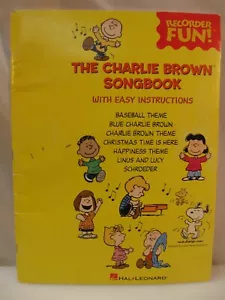 RECORDER
FUN!
THE CHARLIE BROWN™
SONGBOOK
WITH EASY INSTRUCTIONS
BASEBALL THEME
BLUE CHARLIE BROWN
CHARLIE BROWN THEME
CHRISTMAS TIME IS HERE
HAPPINESS THEME
LINUS AND LUCY
SCHROEDER
HAL•LEONARD